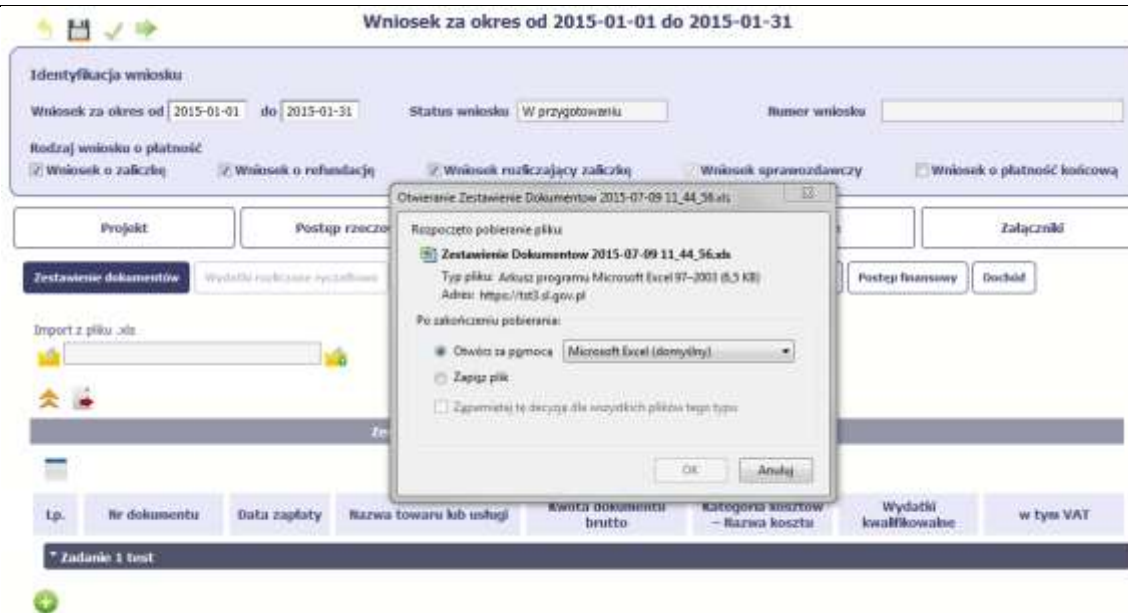 Wniosek za okres od 2015-01-01 do 2015-01-31
Identyfikacja wniosku
Wniosek za okres od 2015-01-01 do 2015-01-31 Status wniosku W przygotowaniu Numer wniosku
Rodzaj wniosku o płatność
Wniosek o zaliczkę Wniosek o refundację Wniosek rozliczający zaliczkę Wniosek sprawozdawczy Wniosek o płatność końcową
Otwieranie Zestawienie Dokumentow 2015-07-09 11_44_56.xls
Projekt Postęp rzeczo Załączniki
Rozpoczęto pobieranie pliku:
Zestawienie Dokumentow 2015-07-09 11_44_56.xls
Typ pliku: Arkusz programu Microsoft Excel 97–2003 (6,5 KB)
Adres: https://tst3.sl.gov.pl
Zestawienie dokumentów Wydatki rozliczane ryczałtowo Postęp finansowy Dochód
Po zakończeniu pobierania:
Import z pliku .xls
Otwórz za pomocą Microsoft Excel (domyślny)
Zapisz plik
Zapamiętaj tę decyzję dla wszystkich plików tego typu
OK Anuluj
Lp. Nr dokumentu Data zapłaty Nazwa towaru lub usługi Kwota dokumentu brutto Kategoria kosztów – Nazwa kosztu Wydatki kwalifikowalne w tym VAT
Zadanie 1 test